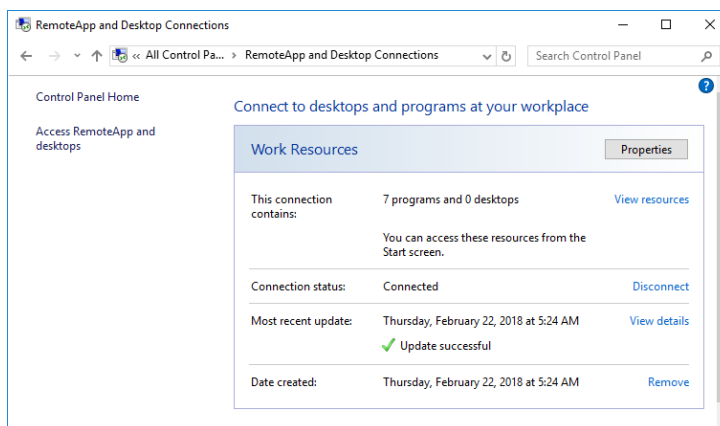 RemoteApp and Desktop Connections
« All Control Pa... › RemoteApp and Desktop Connections
Search Control Panel
?
Control Panel Home
Access RemoteApp and
desktops
Connect to desktops and programs at your workplace
Work Resources
Properties
This connection
contains:
7 programs and 0 desktops
View resources
You can access these resources from the
Start screen.
Connection status:
Connected
Disconnect
Most recent update:
Thursday, February 22, 2018 at 5:24 AM
View details
Update successful
Date created:
Thursday, February 22, 2018 at 5:24 AM
Remove